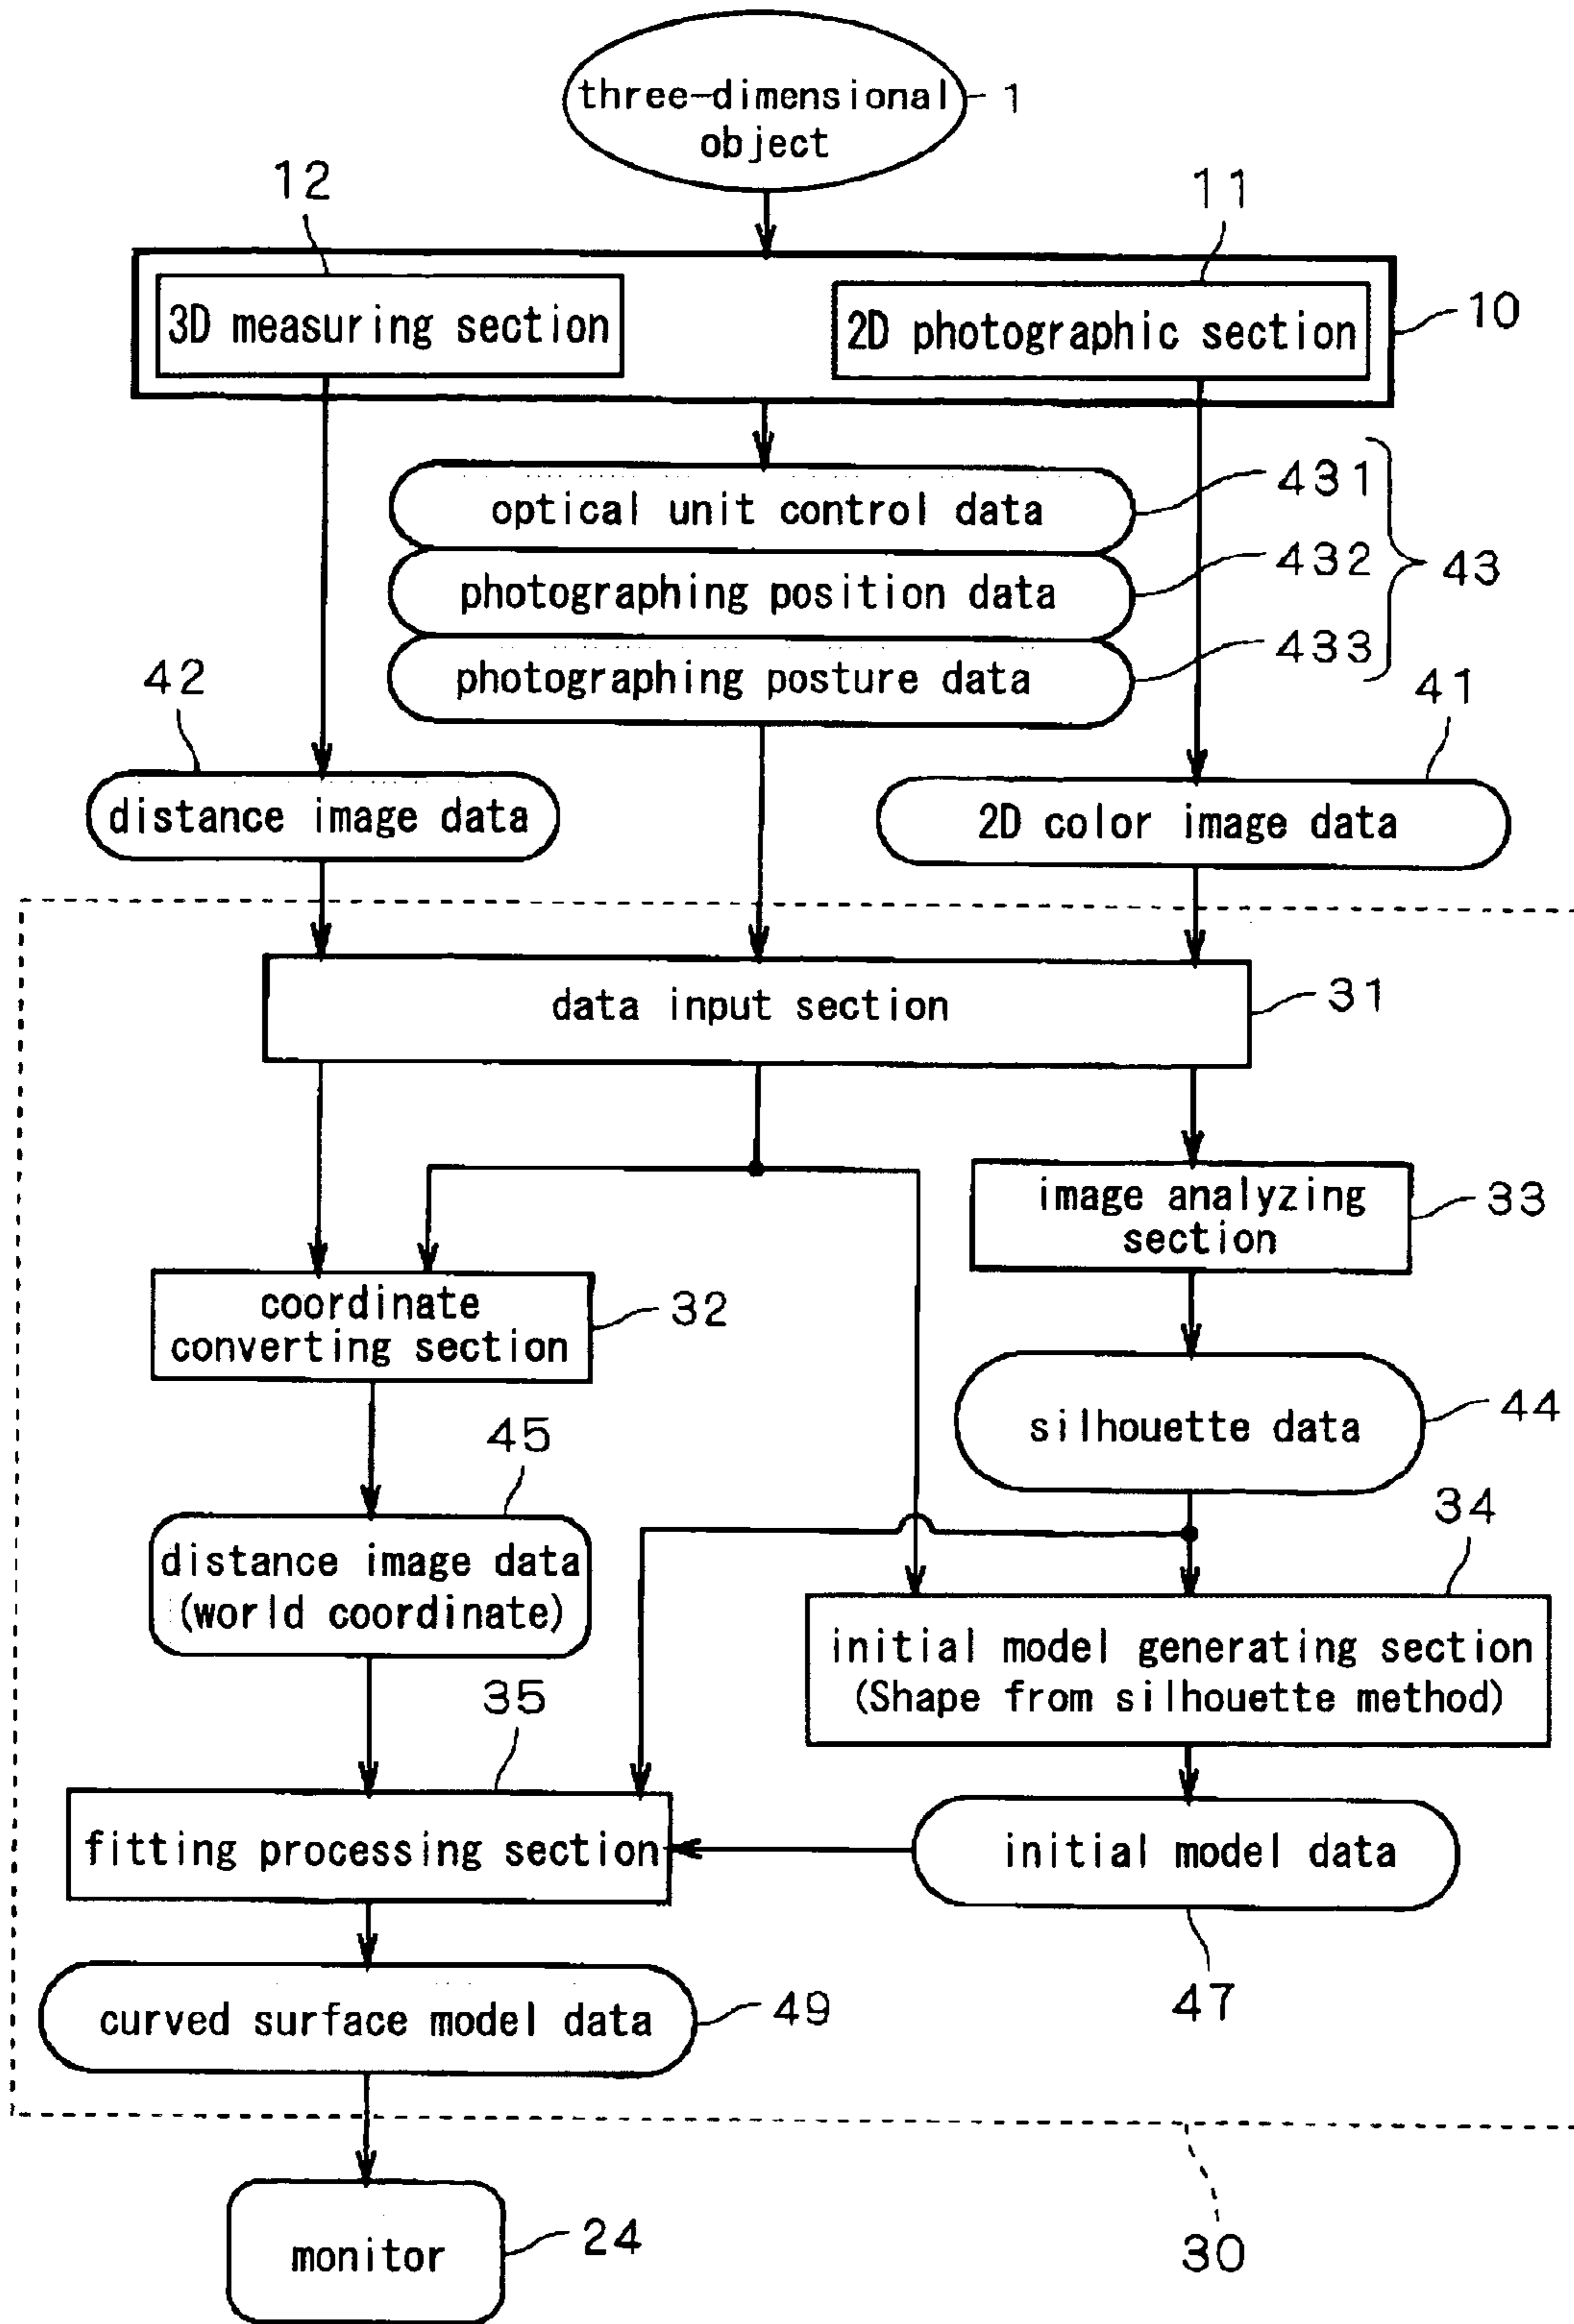 three-dimensional
object
1
12
11
3D measuring section
2D photographic section
10
optical unit control data
431
photographing position data
432
43
photographing posture data
433
42
41
distance image data
2D color image data
data input section
31
image analyzing
section
33
coordinate
converting section
32
silhouette data
44
45
34
distance image data
(world coordinate)
initial model generating section
(Shape from silhouette method)
35
fitting processing section
initial model data
47
curved surface model data
49
monitor
24
30